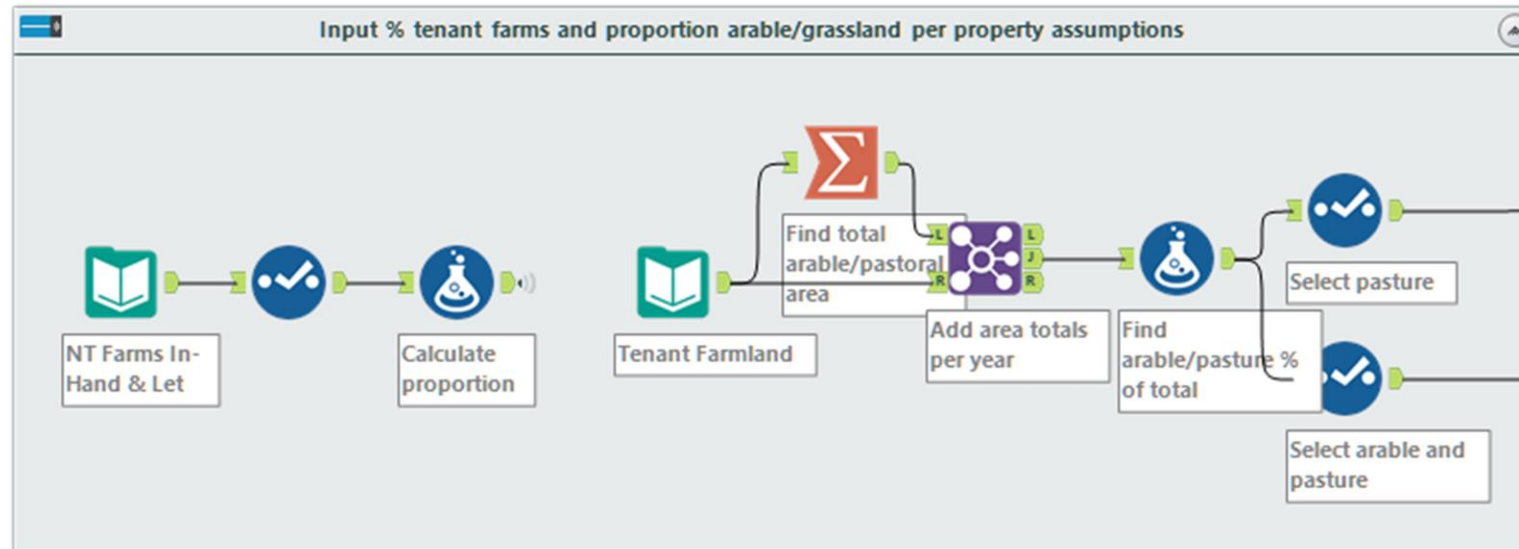 Input % tenant farms and proportion arable/grassland per property assumptions
NT Farms In-
Hand & Let
Calculate
proportion
Tenant Farmland
Find total
arable/pastoral
area
L
R
L
J
R
Add area totals
per year
Find
arable/pasture %
of total
Select pasture
Select arable and
pasture